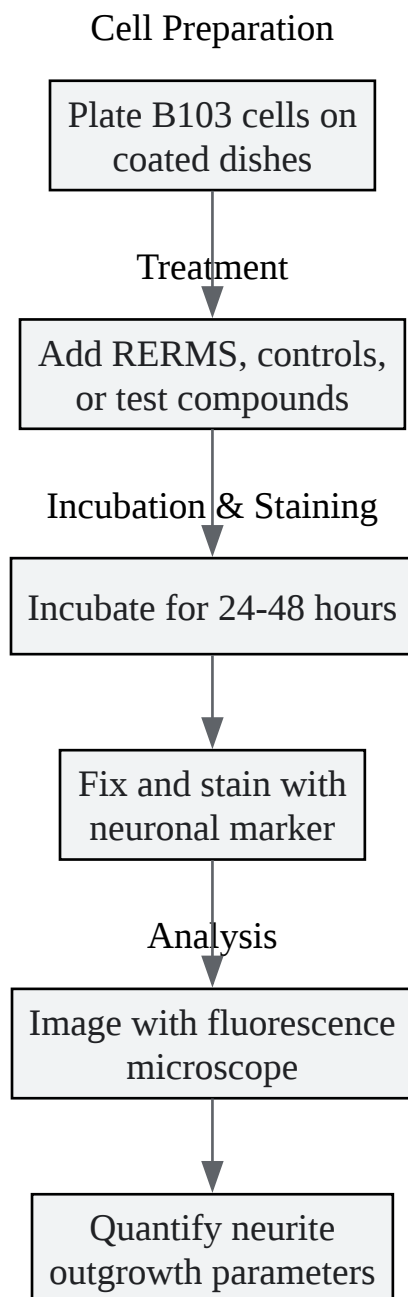 Cell Preparation
Plate B103 cells on
coated dishes
Treatment
Add RERMS, controls,
or test compounds
Incubation & Staining
Incubate for 24-48 hours
Fix and stain with
neuronal marker
Analysis
Image with fluorescence
microscope
Quantify neurite
outgrowth parameters